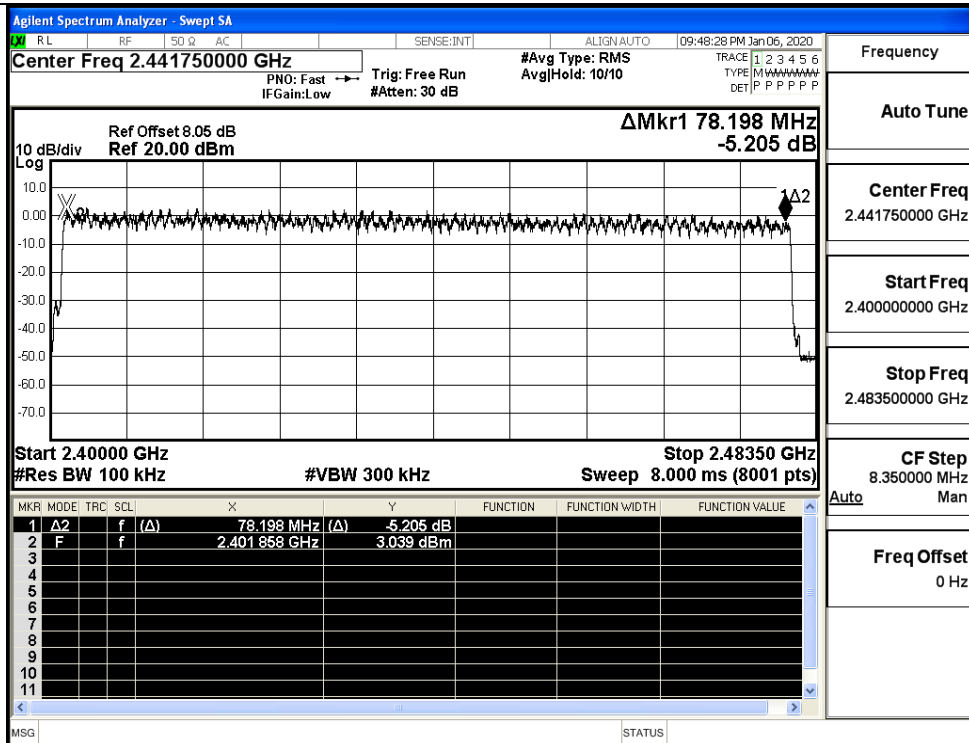 Agilent Spectrum Analyzer - Swept SA
LXI RL RF 50 Ω AC SENSE:INT ALIGN AUTO 09:48:28 PM Jan 06, 2020
Center Freq 2.441750000 GHz
PNO: Fast Trig: Free Run
IFGain:Low #Atten: 30 dB
#Avg Type: RMS
Avg|Hold: 10/10
TRACE 1 2 3 4 5 6
TYPE M
DET P P P P P P
Ref Offset 8.05 dB
10 dB/div Ref 20.00 dBm
Log
ΔMkr1 78.198 MHz
-5.205 dB
10.0
0.00
-10.0
-20.0
-30.0
-40.0
-50.0
-60.0
-70.0
1Δ2
Start 2.40000 GHz Stop 2.48350 GHz
#Res BW 100 kHz #VBW 300 kHz Sweep 8.000 ms (8001 pts)
MKR MODE TRC SCL X Y FUNCTION FUNCTION WIDTH FUNCTION VALUE
1 Δ2 f (Δ) 78.198 MHz (Δ) -5.205 dB
2 F f 2.401 858 GHz 3.039 dBm
3
4
5
6
7
8
9
10
11
MSG STATUS
Frequency
Auto Tune
Center Freq
2.441750000 GHz
Start Freq
2.400000000 GHz
Stop Freq
2.483500000 GHz
CF Step
8.350000 MHz
Auto Man
Freq Offset
0 Hz